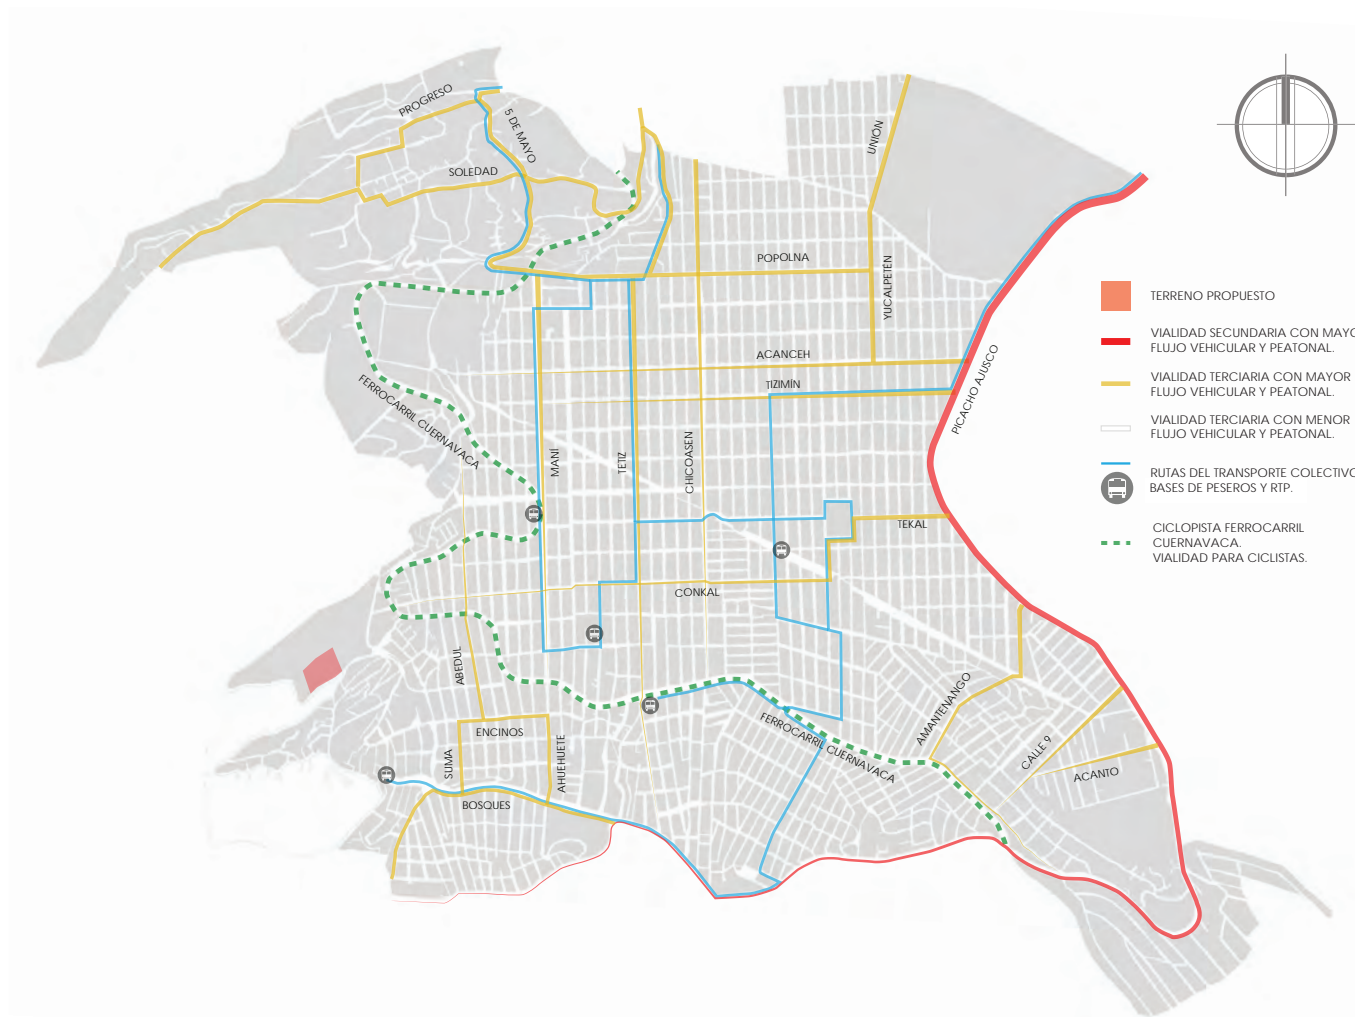 PROGRESO
5 DE MAYO
SOLEDAD
UNION
POPOLNA
YUCALPETÉN
ACANCEH
TIZIMÍN
PICACHO AJUSCO
FERROCARRIL CUERNAVACA
MANÍ
TETIZ
CHICOASEN
TEKAL
CONKAL
ABEDUL
ENCINOS
SUMA
AHUEHUETE
BOSQUES
FERROCARRIL CUERNAVACA
AMANTENANGO
CALLE 9
ACANTO
TERRENO PROPUESTO
VIALIDAD SECUNDARIA CON MAYO
FLUJO VEHICULAR Y PEATONAL.
VIALIDAD TERCIARIA CON MAYOR
FLUJO VEHICULAR Y PEATONAL.
VIALIDAD TERCIARIA CON MENOR
FLUJO VEHICULAR Y PEATONAL.
RUTAS DEL TRANSPORTE COLECTIVO
BASES DE PESEROS Y RTP.
CICLOPISTA FERROCARRIL
CUERNAVACA.
VIALIDAD PARA CICLISTAS.